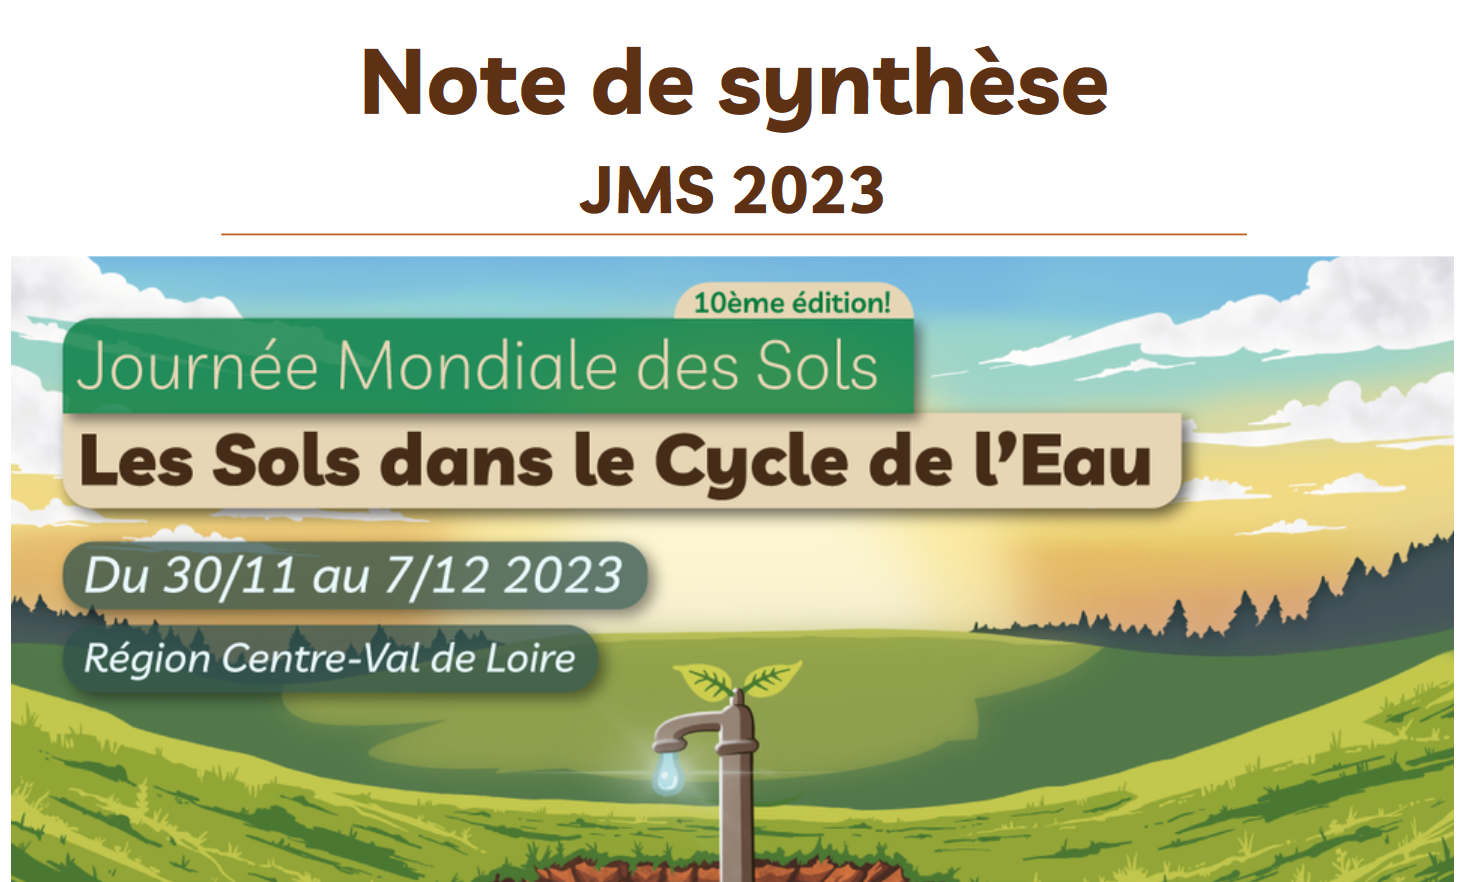 Note de synthèse
JMS 2023
10ème édition!
Journée Mondiale des Sols
Les Sols dans le Cycle de l’Eau
Du 30/11 au 7/12 2023
Région Centre-Val de Loire